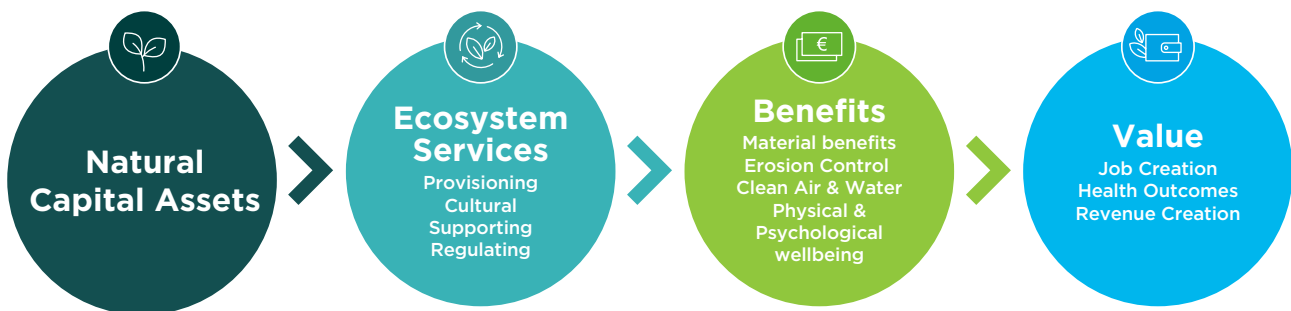 Natural
Capital Assets
Ecosystem
Services
Provisioning
Cultural
Supporting
Regulating
€
Benefits
Material benefits
Erosion Control
Clean Air & Water
Physical &
Psychological
wellbeing
Value
Job Creation
Health Outcomes
Revenue Creation